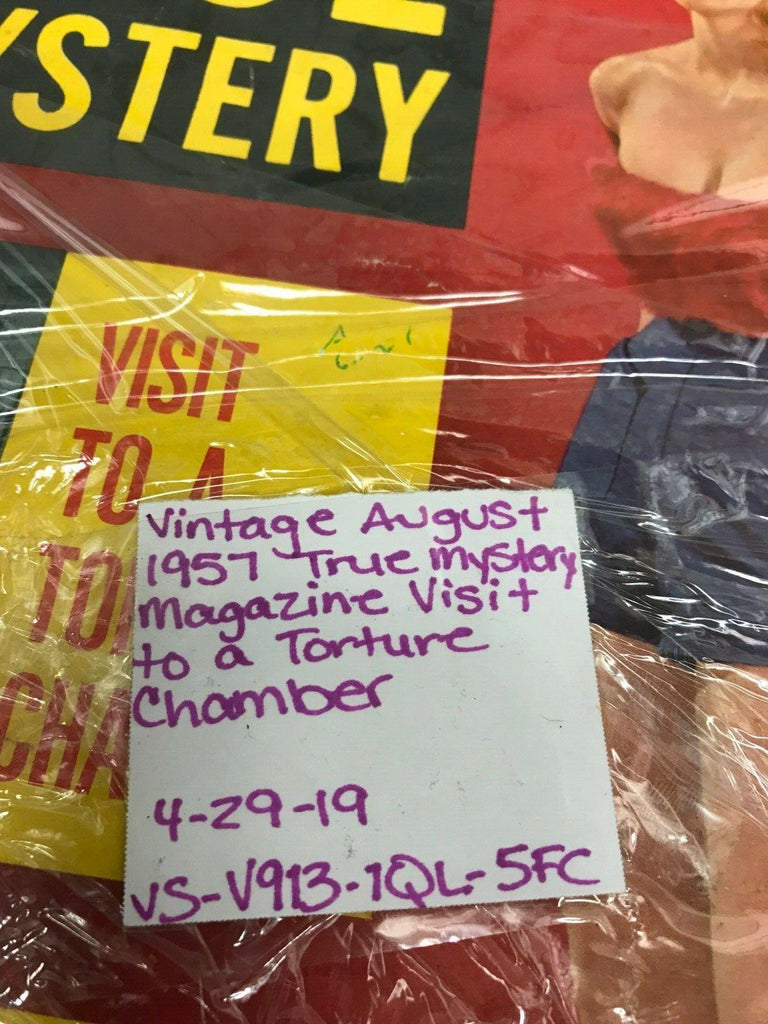 YSTERY
VISIT
TO A
TO
CHA
Vintage August
1957 True mystery
Magazine Visit
to a Torture
Chamber
4-29-19
VS-V913-1QL-5FC